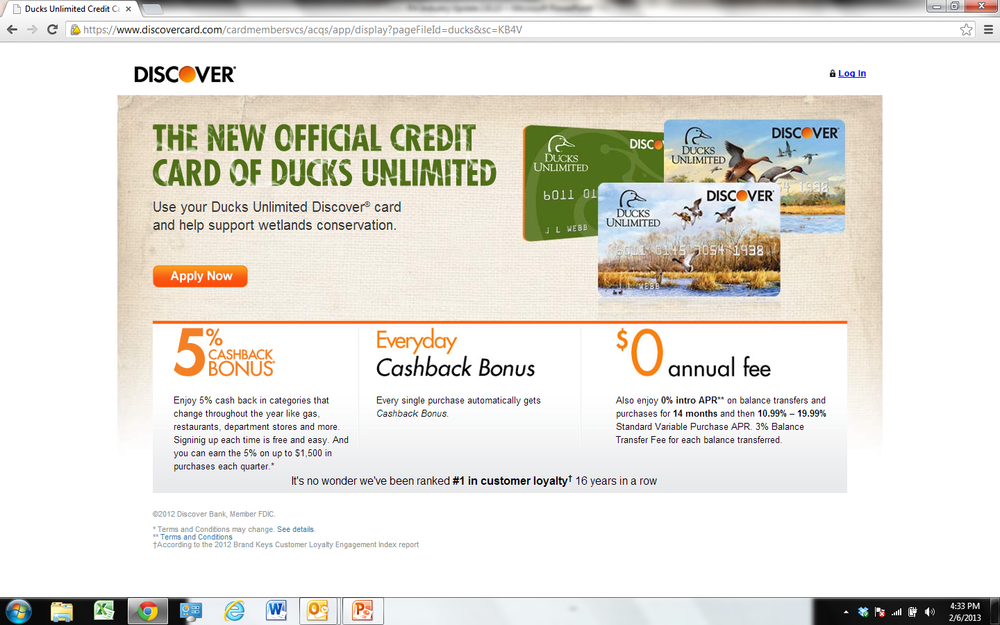 Ducks Unlimited Credit Ca
https://www.discovercard.com/cardmembersvcs/acqs/app/display?pageFileId=ducks&sc=KB4V
DISCOVER
Log In
THE NEW OFFICIAL CREDIT
CARD OF DUCKS UNLIMITED
Use your Ducks Unlimited Discover® card
and help support wetlands conservation.
Apply Now
DUCKS
UNLIMITED
DISCO
6011 01
J L WEBB
DUCKS
UNLIMITED
DISCOVER
54 1938
DUCKS
UNLIMITED
DISCOVER
6011 0145 7054 1938
J L WEBB
5% CASHBACK
BONUS®
Enjoy 5% cash back in categories that
change throughout the year like gas,
restaurants, department stores and more.
Signinig up each time is free and easy. And
you can earn the 5% on up to $1,500 in
purchases each quarter.*
Everyday
Cashback Bonus
Every single purchase automatically gets
Cashback Bonus.
$0 annual fee
Also enjoy 0% intro APR** on balance transfers and
purchases for 14 months and then 10.99% – 19.99%
Standard Variable Purchase APR. 3% Balance
Transfer Fee for each balance transferred.
It's no wonder we've been ranked #1 in customer loyalty† 16 years in a row
©2012 Discover Bank, Member FDIC.
* Terms and Conditions may change. See details.
** Terms and Conditions
†According to the 2012 Brand Keys Customer Loyalty Engagement Index report
4:33 PM
2/6/2013